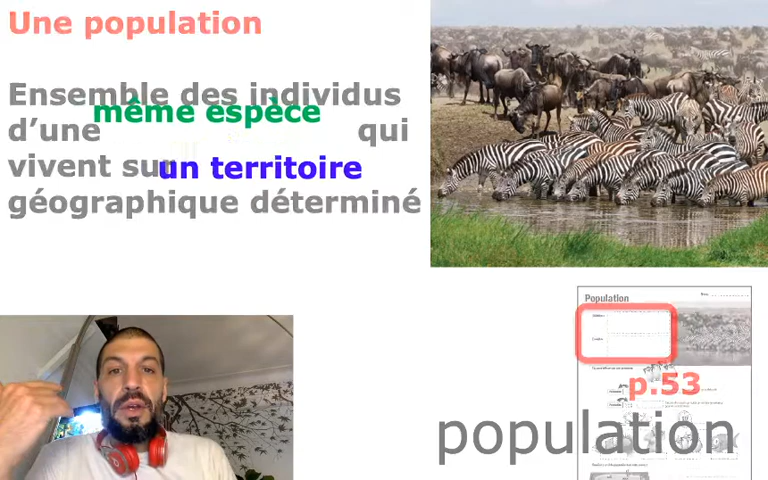 Une population
Ensemble des individus
d’une même espèce qui
vivent sur un territoire
géographique déterminé
Population
p.53
population